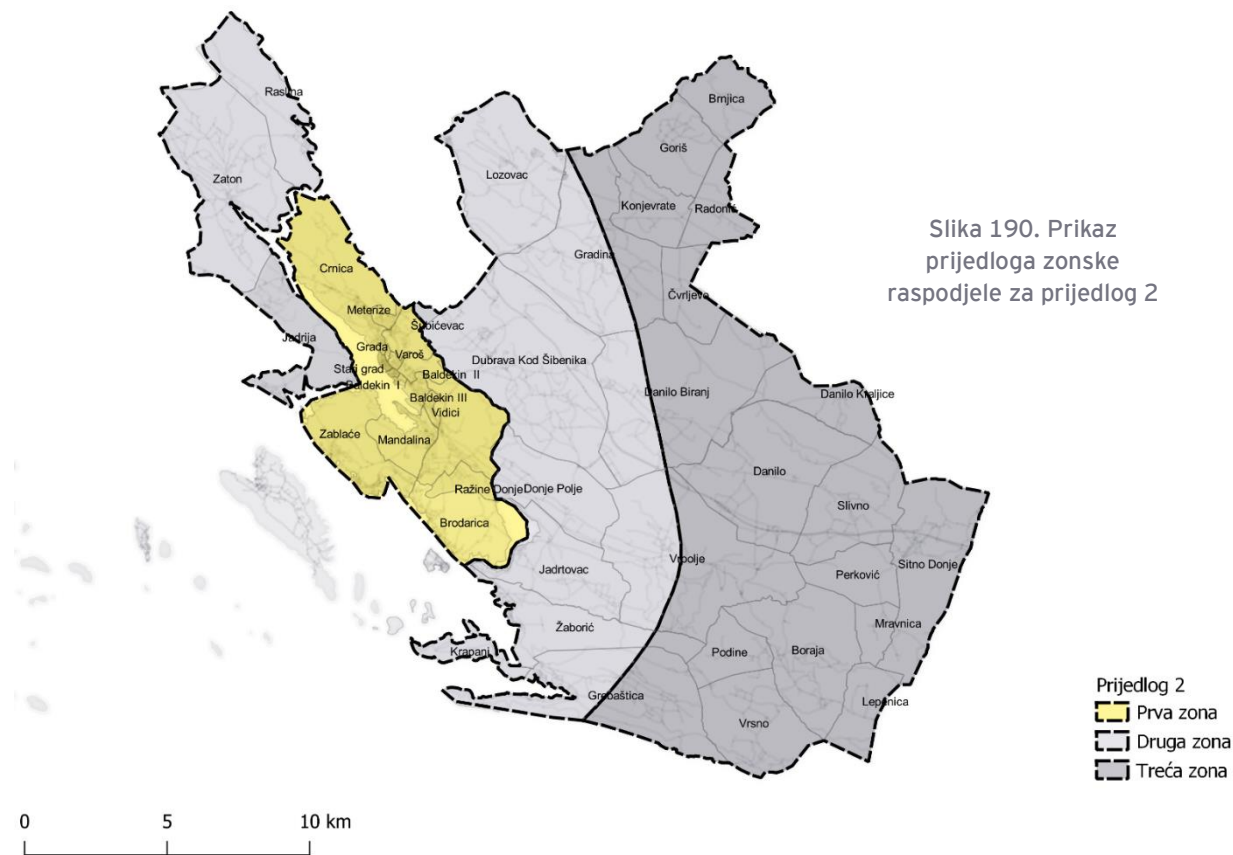 Raslina
Brnjica
Goriš
Zaton
Lozovac
Konjevrate
Radonić
Slika 190. Prikaz
prijedloga zonske
raspodjele za prijedlog 2
Gradina
Crnica
Čvrljevo
Meterize
Šubićevac
Jadrija
Građa
Varoš
Dubrava Kod Šibenika
Stari grad
Baldekin II
Baldekin I
Danilo Biranj
Danilo Kraljice
Baldekin III
Vidici
Zablaće
Mandalina
Danilo
Ražine Donje
Donje Polje
Slivno
Brodarica
Vrpolje
Jadrtovac
Perković
Sitno Donje
Žaborić
Mravnica
Krapanj
Podine
Boraja
Grebaštica
Lepenica
Vrsno
Prijedlog 2
Prva zona
Druga zona
Treća zona
0 5 10 km